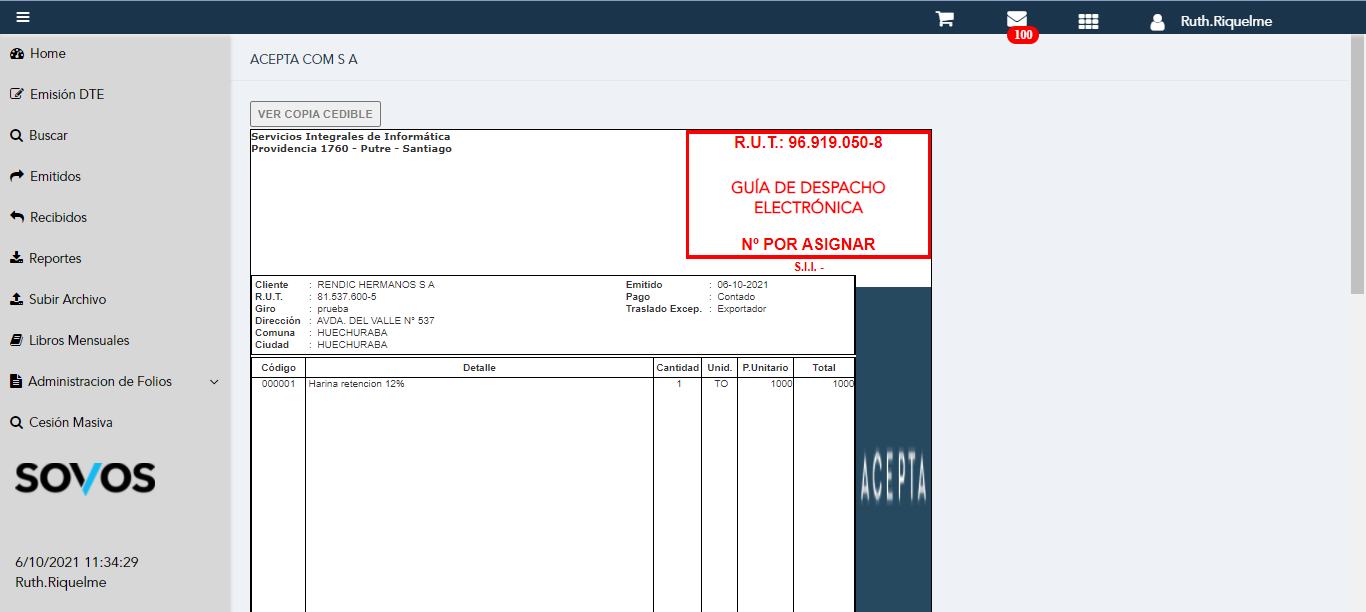 Ruth.Riquelme
100
Home
Emisión DTE
Buscar
Emitidos
Recibidos
Reportes
Subir Archivo
Libros Mensuales
Administracion de Folios
Cesión Masiva
SOVOS
6/10/2021 11:34:29
Ruth.Riquelme
ACEPTA COM S A
VER COPIA CEDIBLE
Servicios Integrales de Informática
Providencia 1760 - Putre - Santiago
R.U.T.: 96.919.050-8
GUÍA DE DESPACHO
ELECTRÓNICA
Nº POR ASIGNAR
S.I.I. -
Cliente : RENDIC HERMANOS S A Emitido : 06-10-2021
R.U.T. : 81.537.600-5 Pago : Contado
Giro : prueba Traslado Excep. : Exportador
Dirección : AVDA. DEL VALLE N° 537
Comuna : HUECHURABA
Ciudad : HUECHURABA
Código Detalle Cantidad Unid. P.Unitario Total
000001 Harina retencion 12% 1 TO 1000 1000
ACEPTA